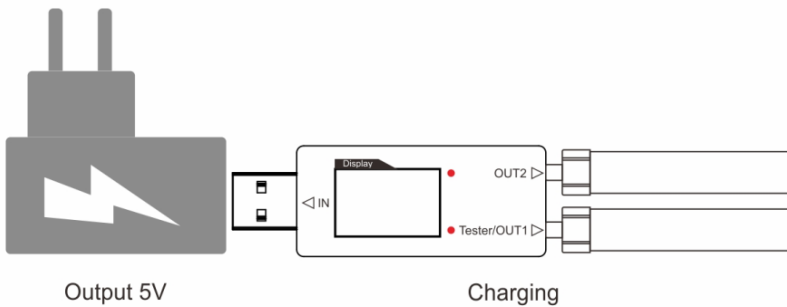 Display
OUT2 ▷
◁ IN
Tester/OUT1 ▷
Output 5V
Charging